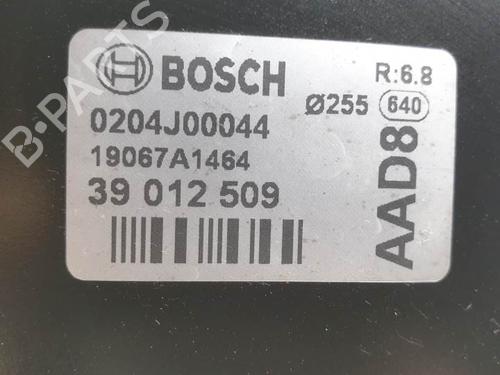 BOSCH
R:6.8
Ø255 640
0204J00044
19067A1464
39 012 509
AAD8
B-PARTS